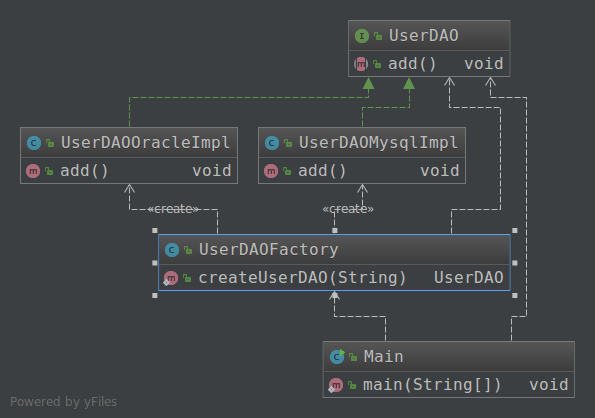 UserDAO
add() void
UserDAOOracleImpl
add() void
UserDAOMysqlImpl
add() void
«create»
«create»
UserDAOFactory
createUserDAO(String) UserDAO
Main
main(String[]) void
Powered by yFiles